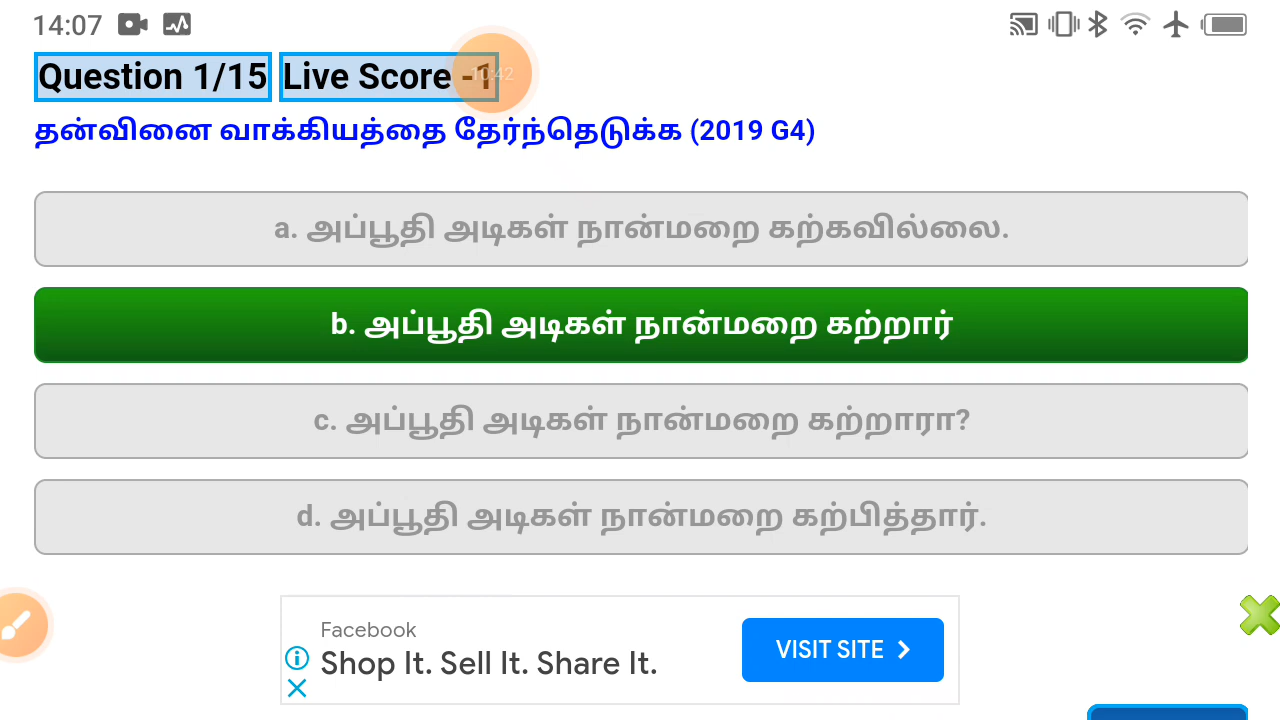 14:07
Question 1/15 Live Score -1
10:42
தன்வினை வாக்கியத்தை தேர்ந்தெடுக்க (2019 G4)
a. அப்பூதி அடிகள் நான்மறை கற்கவில்லை.
b. அப்பூதி அடிகள் நான்மறை கற்றார்
c. அப்பூதி அடிகள் நான்மறை கற்றாரா?
d. அப்பூதி அடிகள் நான்மறை கற்பித்தார்.
Facebook
Shop It. Sell It. Share It.
VISIT SITE